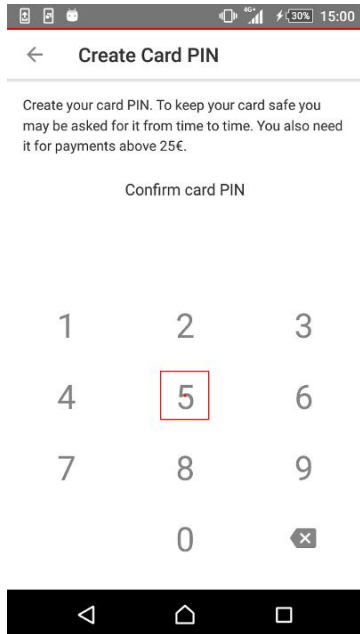 4G+ 30% 15:00
Create Card PIN
Create your card PIN. To keep your card safe you
may be asked for it from time to time. You also need
it for payments above 25€.
Confirm card PIN
1 2 3
4 5 6
7 8 9
0